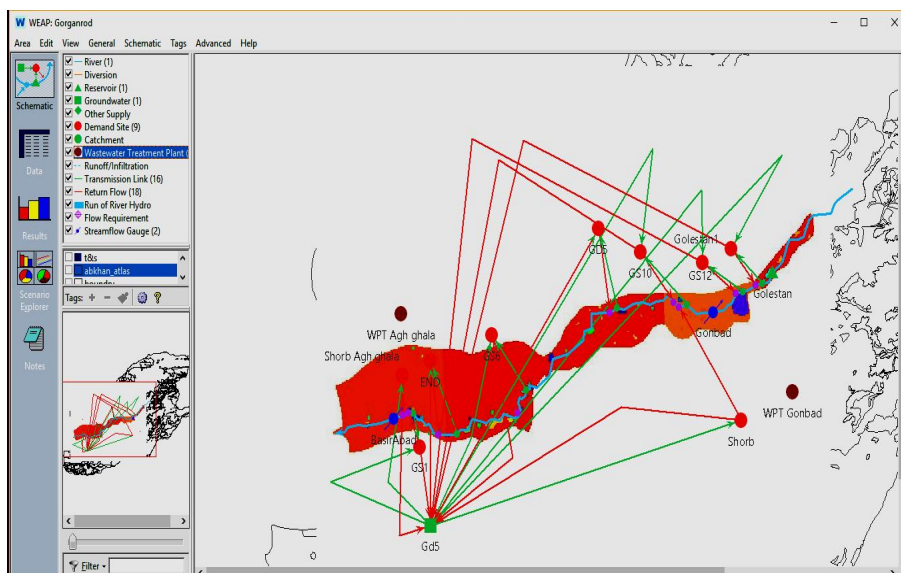 WEAP: Gorganrod
Area Edit View General Schematic Tags Advanced Help
Schematic
Data
Results
Scenario
Explorer
Notes
River (1)
Diversion
Reservoir (1)
Groundwater (1)
Other Supply
Demand Site (9)
Catchment
Wastewater Treatment Plant (
Runoff/Infiltration
Transmission Link (16)
Return Flow (18)
Run of River Hydro
Flow Requirement
Streamflow Gauge (2)
t&s
abkhan_atlas
Tags:
Filter
GD5
Golestan1
GS10
GS12
Golestan
Gonbad
WPT Agh ghala
Shorb Agh ghala
GS6
END
WPT Gonbad
BasirAbad
Shorb
GS1
Gd5